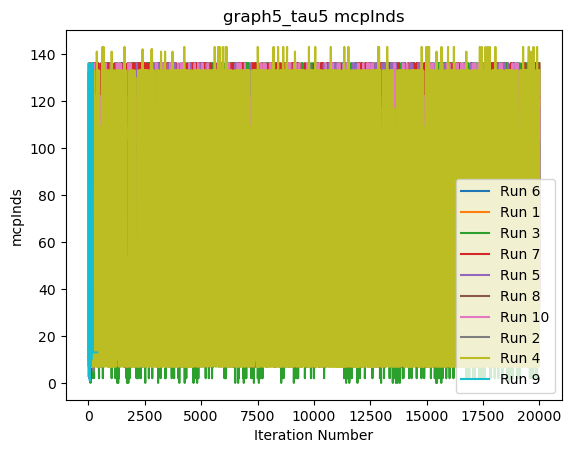 graph5_tau5 mcpInds
mcpInds
140
120
100
80
60
40
20
0
Run 6
Run 1
Run 3
Run 7
Run 5
Run 8
Run 10
Run 2
Run 4
Run 9
0 2500 5000 7500 10000 12500 15000 17500 20000
Iteration Number